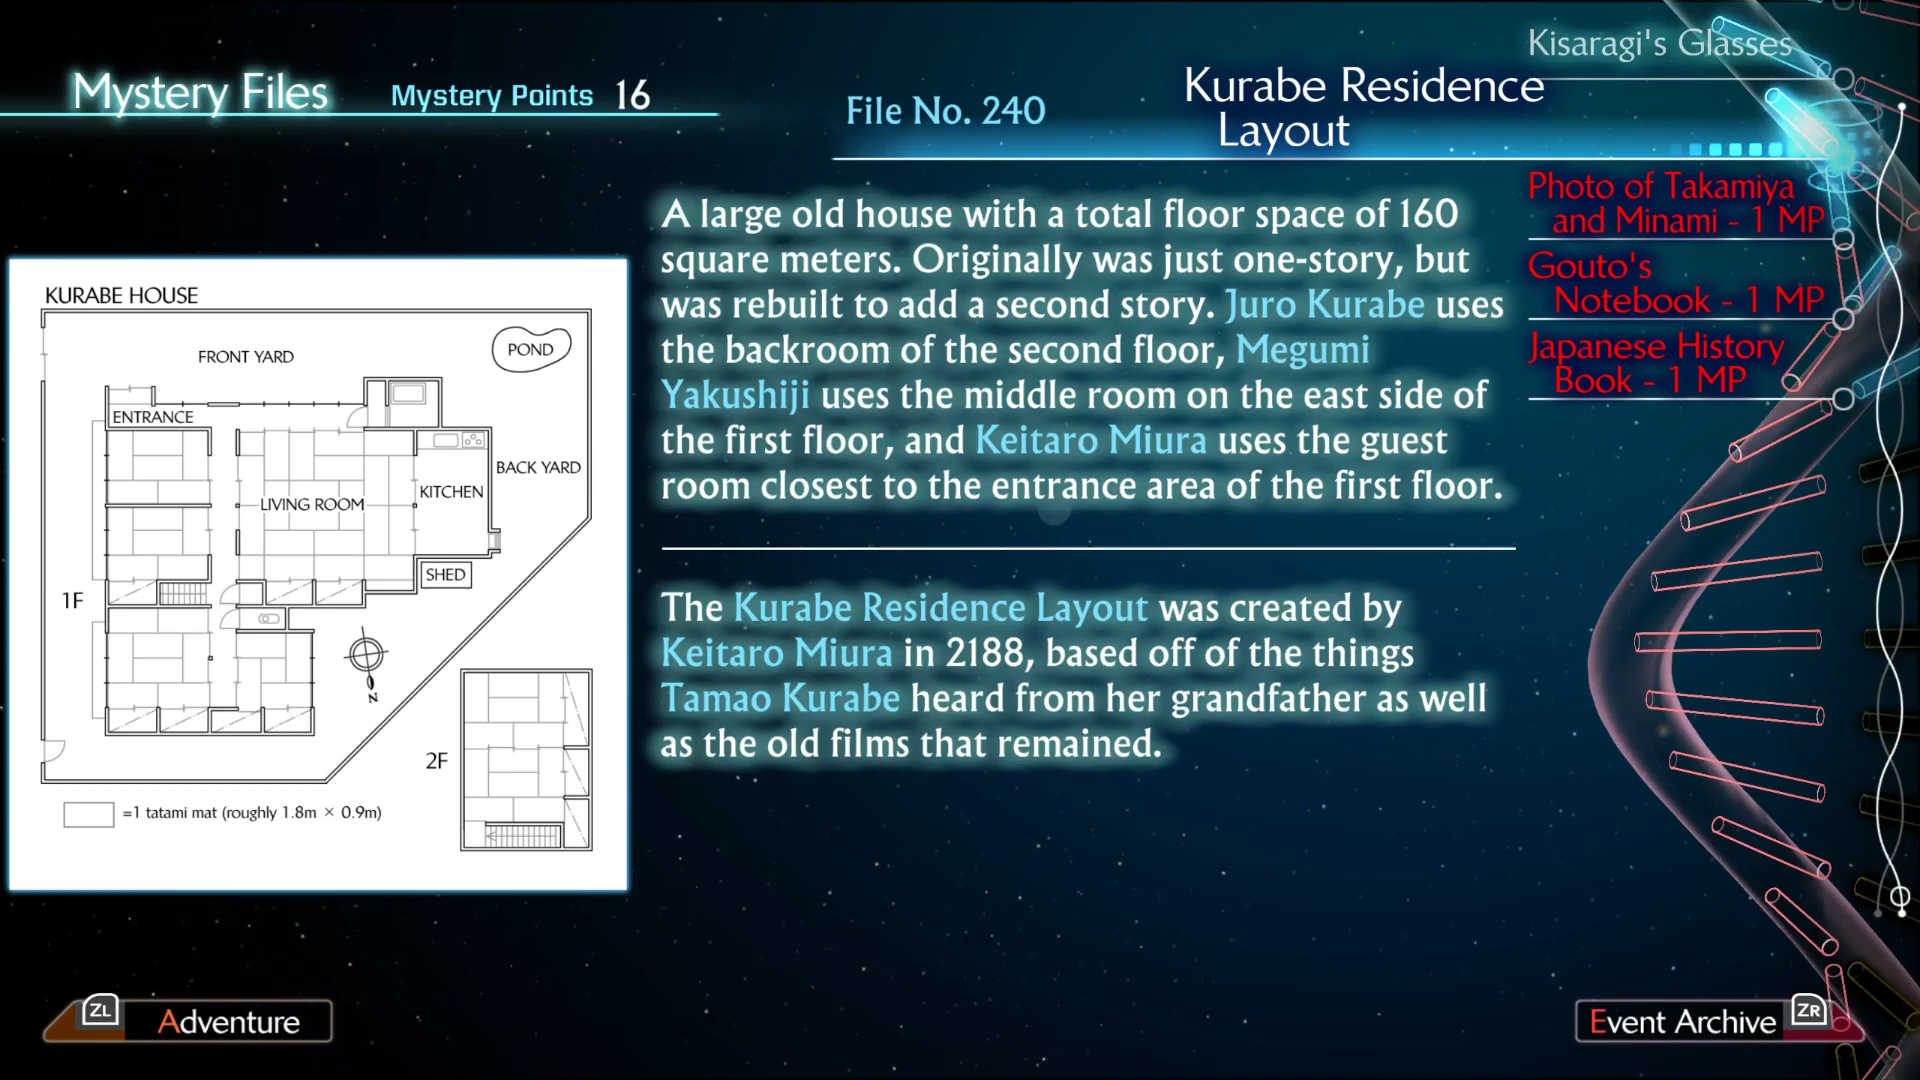 Mystery Files
Mystery Points 16
File No. 240
Kurabe Residence
Layout
Kisaragi's Glasses
Photo of Takamiya
and Minami - 1 MP
Gouto's
Notebook - 1 MP
Japanese History
Book - 1 MP
A large old house with a total floor space of 160
square meters. Originally was just one-story, but
was rebuilt to add a second story. Juro Kurabe uses
the backroom of the second floor, Megumi
Yakushiji uses the middle room on the east side of
the first floor, and Keitaro Miura uses the guest
room closest to the entrance area of the first floor.
The Kurabe Residence Layout was created by
Keitaro Miura in 2188, based off of the things
Tamao Kurabe heard from her grandfather as well
as the old films that remained.
KURABE HOUSE
FRONT YARD
POND
ENTRANCE
BACK YARD
LIVING ROOM
KITCHEN
SHED
1F
N
2F
=1 tatami mat (roughly 1.8m × 0.9m)
ZL
Adventure
Event Archive
ZR